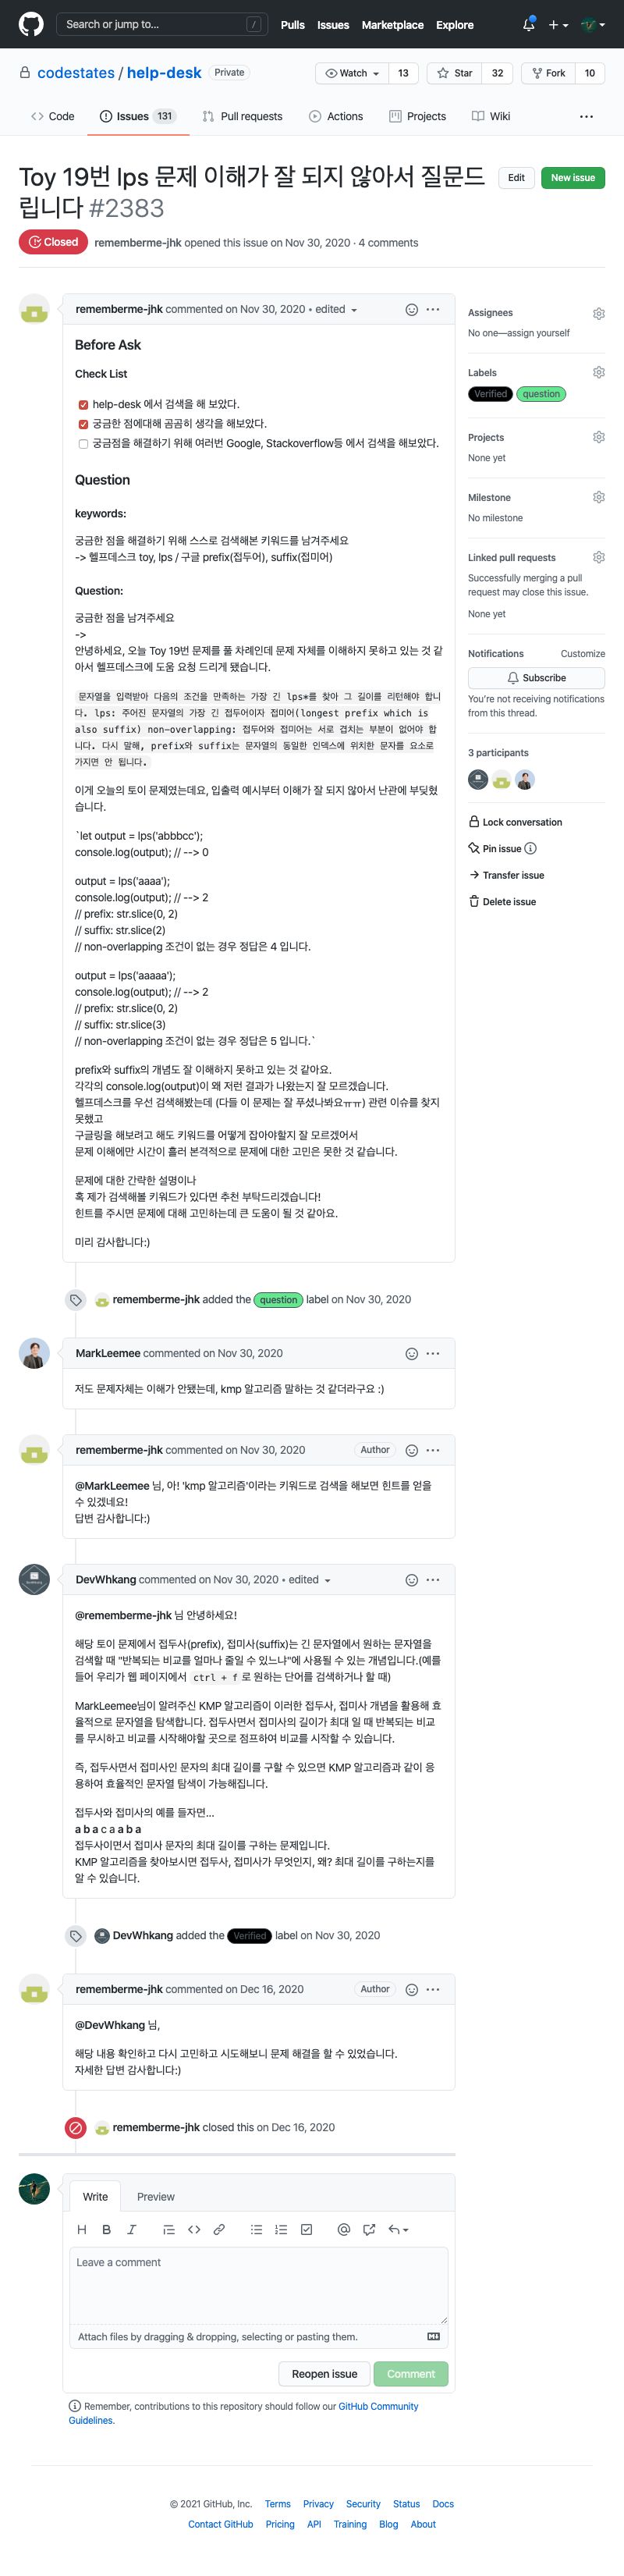 Search or jump to... /
Pulls Issues Marketplace Explore
codestates / help-desk Private
Watch 13 Star 32 Fork 10
Code Issues 131 Pull requests Actions Projects Wiki ...
Toy 19번 lps 문제 이해가 잘 되지 않아서 질문드
립니다 #2383
Edit New issue
Closed rememberme-jhk opened this issue on Nov 30, 2020 · 4 comments
rememberme-jhk commented on Nov 30, 2020 • edited
Before Ask
Check List
help-desk 에서 검색을 해 보았다.
궁금한 점에대해 곰곰히 생각을 해보았다.
궁금점을 해결하기 위해 여러번 Google, Stackoverflow등 에서 검색을 해보았다.
Question
keywords:
궁금한 점을 해결하기 위해 스스로 검색해본 키워드를 남겨주세요
-> 헬프데스크 toy, lps / 구글 prefix(접두어), suffix(접미어)
Question:
궁금한 점을 남겨주세요
->
안녕하세요, 오늘 Toy 19번 문제를 풀 차례인데 문제 자체를 이해하지 못하고 있는 것 같
아서 헬프데스크에 도움 요청 드리게 됐습니다.
문자열을 입력받아 다음의 조건을 만족하는 가장 긴 lps*를 찾아 그 길이를 리턴해야 합니
다. lps: 주어진 문자열의 가장 긴 접두어이자 접미어(longest prefix which is
also suffix) non-overlapping: 접두어와 접미어는 서로 겹치는 부분이 없어야 합
니다. 다시 말해, prefix와 suffix는 문자열의 동일한 인덱스에 위치한 문자를 요소로
가지면 안 됩니다.
이게 오늘의 토이 문제였는데요, 입출력 예시부터 이해가 잘 되지 않아서 난관에 부딪혔
습니다.
`let output = lps('abbbcc');
console.log(output); // --> 0
output = lps('aaaa');
console.log(output); // --> 2
// prefix: str.slice(0, 2)
// suffix: str.slice(2)
// non-overlapping 조건이 없는 경우 정답은 4 입니다.
output = lps('aaaaa');
console.log(output); // --> 2
// prefix: str.slice(0, 2)
// suffix: str.slice(3)
// non-overlapping 조건이 없는 경우 정답은 5 입니다.`
prefix와 suffix의 개념도 잘 이해하지 못하고 있는 것 같아요.
각각의 console.log(output)이 왜 저런 결과가 나왔는지 잘 모르겠습니다.
헬프데스크를 우선 검색해봤는데 (다들 이 문제는 잘 푸셨나봐요ㅠㅠ) 관련 이슈를 찾지
못했고
구글링을 해보려고 해도 키워드를 어떻게 잡아야할지 잘 모르겠어서
문제 이해에만 시간이 흘러 본격적으로 문제에 대한 고민은 못한 것 같습니다.
문제에 대한 간략한 설명이나
혹 제가 검색해볼 키워드가 있다면 추천 부탁드리겠습니다!
힌트를 주시면 문제에 대해 고민하는데 큰 도움이 될 것 같아요.
미리 감사합니다:)
Assignees
No one—assign yourself
Labels
Verified question
Projects
None yet
Milestone
No milestone
Linked pull requests
Successfully merging a pull
request may close this issue.
None yet
Notifications Customize
Subscribe
You're not receiving notifications
from this thread.
3 participants
Lock conversation
Pin issue
Transfer issue
Delete issue
rememberme-jhk added the question label on Nov 30, 2020
MarkLeemee commented on Nov 30, 2020
저도 문제자체는 이해가 안됐는데, kmp 알고리즘 말하는 것 같더라구요 :)
rememberme-jhk commented on Nov 30, 2020 Author
@MarkLeemee 님, 아! 'kmp 알고리즘'이라는 키워드로 검색을 해보면 힌트를 얻을
수 있겠네요!
답변 감사합니다:)
DevWhkang commented on Nov 30, 2020 • edited
@rememberme-jhk 님 안녕하세요!
해당 토이 문제에서 접두사(prefix), 접미사(suffix)는 긴 문자열에서 원하는 문자열을
검색할 때 "반복되는 비교를 얼마나 줄일 수 있느냐"에 사용될 수 있는 개념입니다.(예를
들어 우리가 웹 페이지에서 ctrl + f 로 원하는 단어를 검색하거나 할 때)
MarkLeemee님이 알려주신 KMP 알고리즘이 이러한 접두사, 접미사 개념을 활용해 효
율적으로 문자열을 탐색합니다. 접두사면서 접미사의 길이가 최대 일 때 반복되는 비교
를 무시하고 비교를 시작해야할 곳으로 점프하여 비교를 시작할 수 있습니다.
즉, 접두사면서 접미사인 문자의 최대 길이를 구할 수 있으면 KMP 알고리즘과 같이 응
용하여 효율적인 문자열 탐색이 가능해집니다.
접두사와 접미사의 예를 들자면...
a b a c a a b a
접두사이면서 접미사 문자의 최대 길이를 구하는 문제입니다.
KMP 알고리즘을 찾아보시면 접두사, 접미사가 무엇인지, 왜? 최대 길이를 구하는지를
알 수 있습니다.
DevWhkang added the Verified label on Nov 30, 2020
rememberme-jhk commented on Dec 16, 2020 Author
@DevWhkang 님,
해당 내용 확인하고 다시 고민하고 시도해보니 문제 해결을 할 수 있었습니다.
자세한 답변 감사합니다:)
rememberme-jhk closed this on Dec 16, 2020
Write Preview
Leave a comment
Attach files by dragging & dropping, selecting or pasting them.
Reopen issue Comment
Remember, contributions to this repository should follow our GitHub Community
Guidelines.
© 2021 GitHub, Inc. Terms Privacy Security Status Docs
Contact GitHub Pricing API Training Blog About